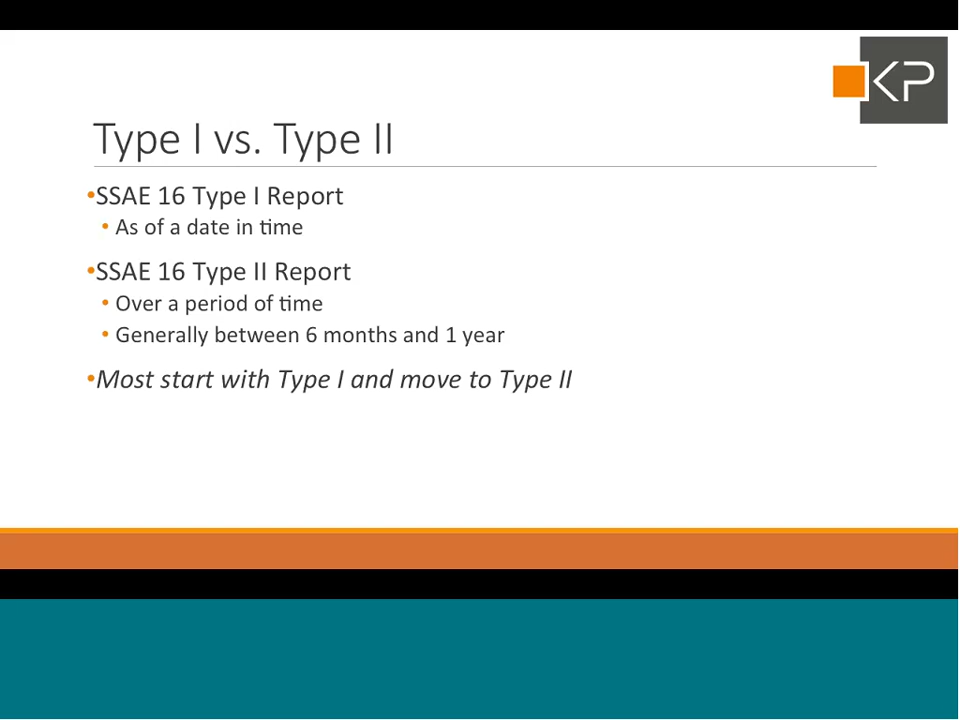 KP
Type I vs. Type II
•SSAE 16 Type I Report
• As of a date in time
•SSAE 16 Type II Report
• Over a period of time
• Generally between 6 months and 1 year
•Most start with Type I and move to Type II